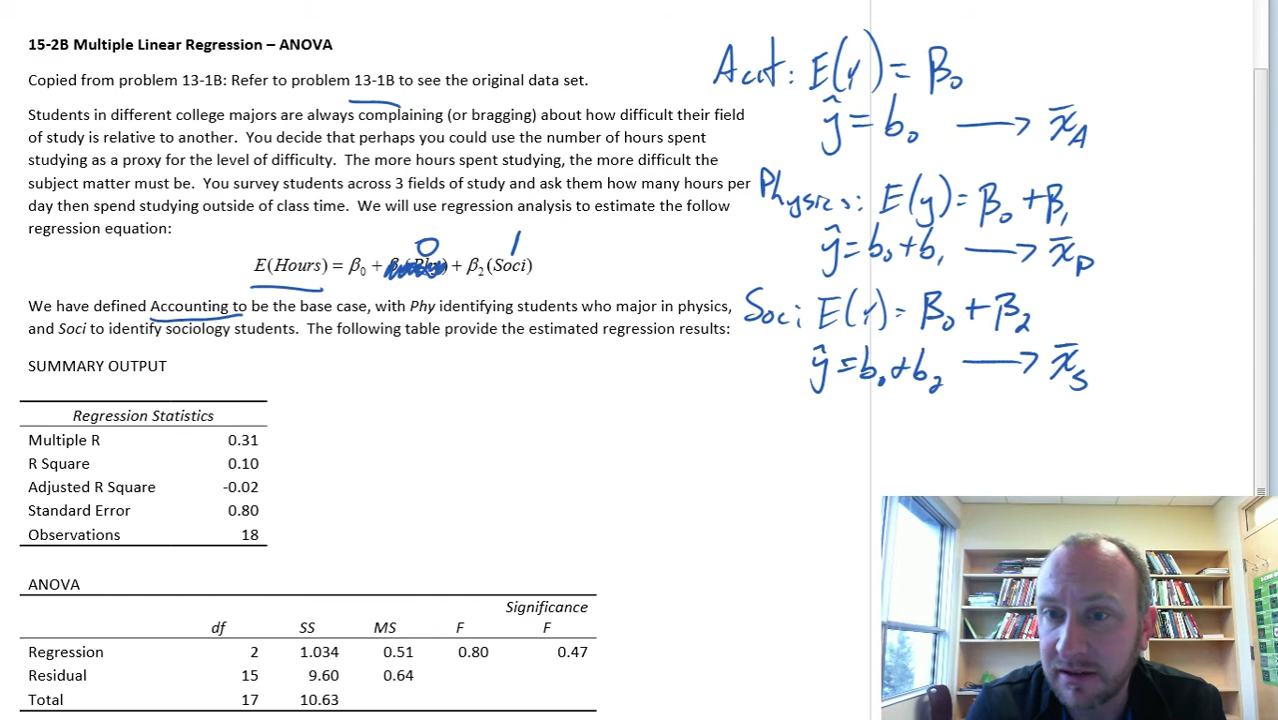 15-2B Multiple Linear Regression – ANOVA
Copied from problem 13-1B: Refer to problem 13-1B to see the original data set.
Students in different college majors are always complaining (or bragging) about how difficult their field
of study is relative to another. You decide that perhaps you could use the number of hours spent
studying as a proxy for the level of difficulty. The more hours spent studying, the more difficult the
subject matter must be. You survey students across 3 fields of study and ask them how many hours per
day then spend studying outside of class time. We will use regression analysis to estimate the follow
regression equation:
0 1
E(Hours) = β₀ + + β₂(Soci)
We have defined Accounting to be the base case, with Phy identifying students who major in physics,
and Soci to identify sociology students. The following table provide the estimated regression results:
SUMMARY OUTPUT
Regression Statistics
Multiple R 0.31
R Square 0.10
Adjusted R Square -0.02
Standard Error 0.80
Observations 18
ANOVA
Significance
df SS MS F F
Regression 2 1.034 0.51 0.80 0.47
Residual 15 9.60 0.64
Total 17 10.63
Acct: E(y) = β₀
ŷ = b₀ → x̄A
Physics: E(y) = β₀ + β₁
ŷ = b₀ + b₁ → x̄P
Soc: E(y) = β₀ + β₂
ŷ = b₀ + b₂ → x̄S